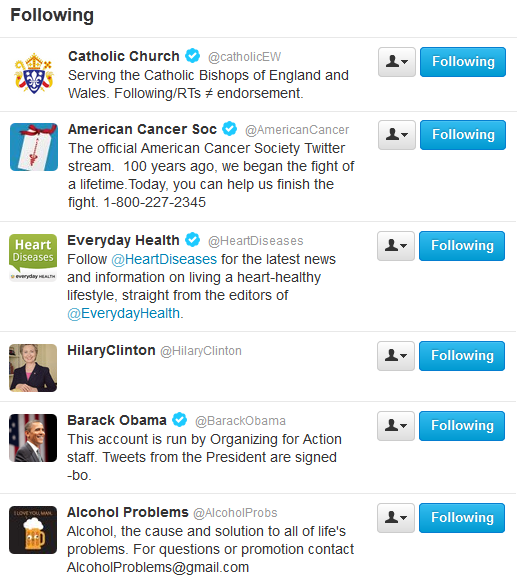 Following
Catholic Church @catholicEW
Following
Serving the Catholic Bishops of England and
Wales. Following/RTs ≠ endorsement.
American Cancer Soc @AmericanCancer
Following
The official American Cancer Society Twitter
stream. 100 years ago, we began the fight of
a lifetime.Today, you can help us finish the
fight. 1-800-227-2345
Heart
Diseases
everyday HEALTH
Everyday Health @HeartDiseases
Following
Follow @HeartDiseases for the latest news
and information on living a heart-healthy
lifestyle, straight from the editors of
@EverydayHealth.
HilaryClinton @HilaryClinton
Following
Barack Obama @BarackObama
Following
This account is run by Organizing for Action
staff. Tweets from the President are signed
-bo.
I LOVE YOU, MAN.
Alcohol Problems @AlcoholProbs
Following
Alcohol, the cause and solution to all of life's
problems. For questions or promotion contact
AlcoholProblems@gmail.com